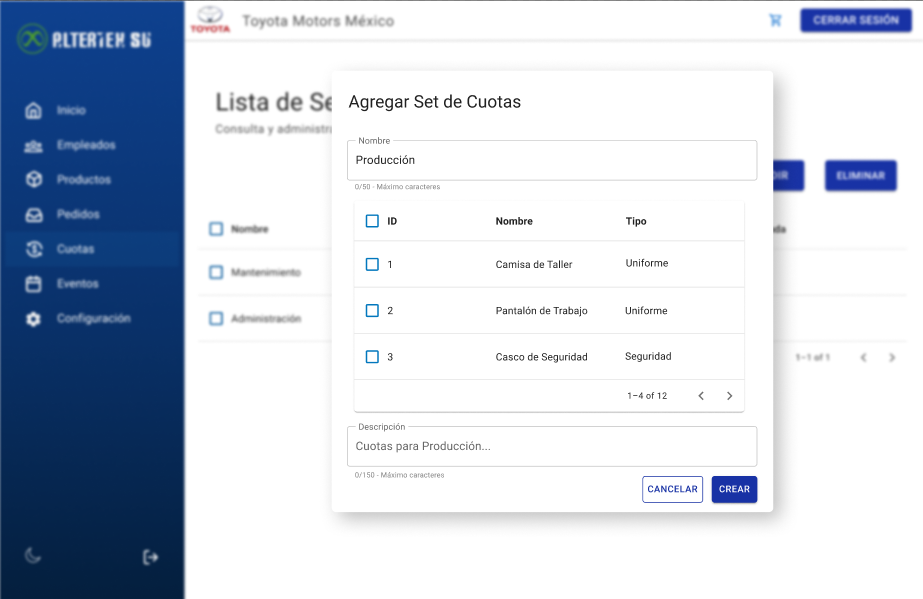 TOYOTA
Toyota Motors México
CERRAR SESIÓN
Inicio
Empleados
Productos
Pedidos
Cuotas
Eventos
Configuración
Lista de Se
Consulta y administra
ELIMINAR
Nombre
Mantenimiento
Administración
1–1 of 1
Agregar Set de Cuotas
Nombre
Producción
0/50 - Máximo caracteres
ID Nombre Tipo
1 Camisa de Taller Uniforme
2 Pantalón de Trabajo Uniforme
3 Casco de Seguridad Seguridad
1–4 of 12
Descripción
Cuotas para Producción...
0/150 - Máximo caracteres
CANCELAR CREAR